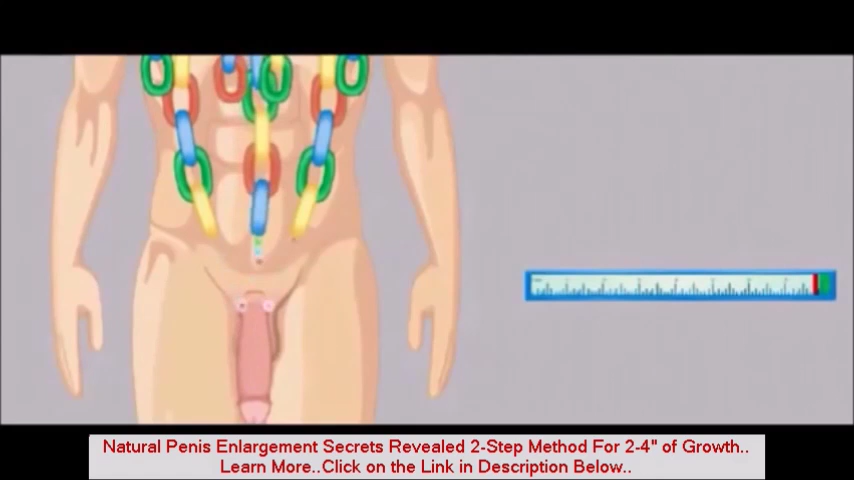 Natural Penis Enlargement Secrets Revealed 2-Step Method For 2-4" of Growth..
Learn More..Click on the Link in Description Below..